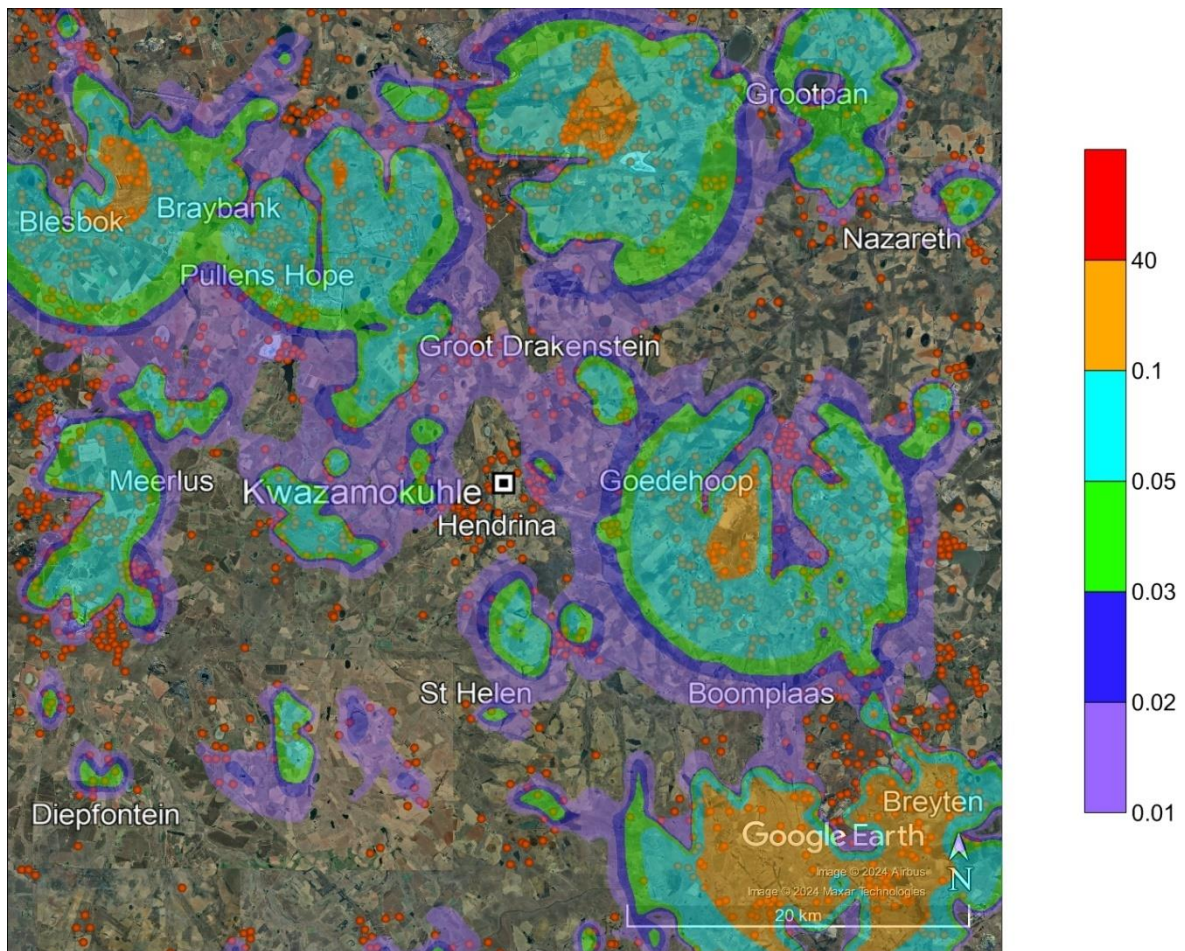 Grootpan
Blesbok
Braybank
Nazareth
Pullens Hope
Groot Drakenstein
Meerlus
Kwazamokuhle
Goedehoop
Hendrina
St Helen
Boomplaas
Diepfontein
Breyten
Google Earth
Image © 2024 Airbus
Image © 2024 Maxar Technologies
N
20 km
40
0.1
0.05
0.03
0.02
0.01